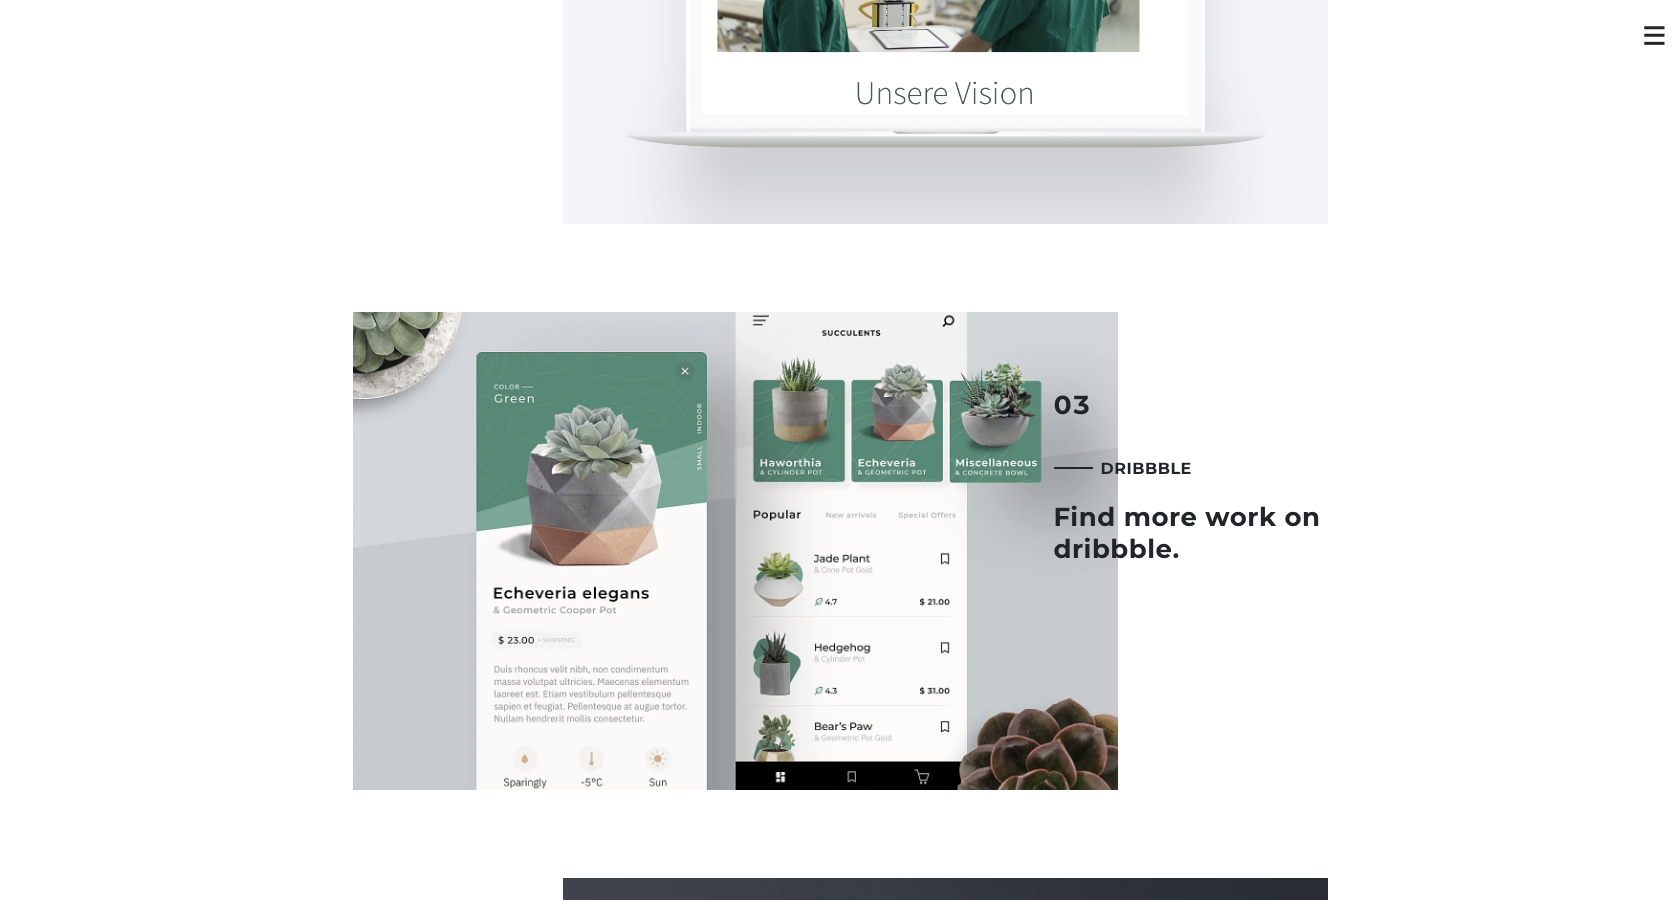 Unsere Vision
COLOR
Green
SMALL INDOOR
Echeveria elegans
& Geometric Cooper Pot
$ 23.00 + SHIPPING
Duis rhoncus velit nibh, non condimentum
massa volutpat ultricies. Maecenas elementum
laoreet est. Etiam vestibulum pellentesque
sapien et feugiat. Pellentesque at augue tortor.
Nullam hendrerit mollis consectetur.
Sparingly
-5°C
Sun
SUCCULENTS
Haworthia
& CYLINDER POT
Echeveria
& GEOMETRIC POT
Miscellaneous
& CONCRETE BOWL
Popular
New arrivals
Special Offers
Jade Plant
& Cone Pot Gold
4.7
$ 21.00
Hedgehog
& Cylinder Pot
4.3
$ 31.00
Bear's Paw
& Geometric Pot Gold
03
DRIBBBLE
Find more work on
dribbble.